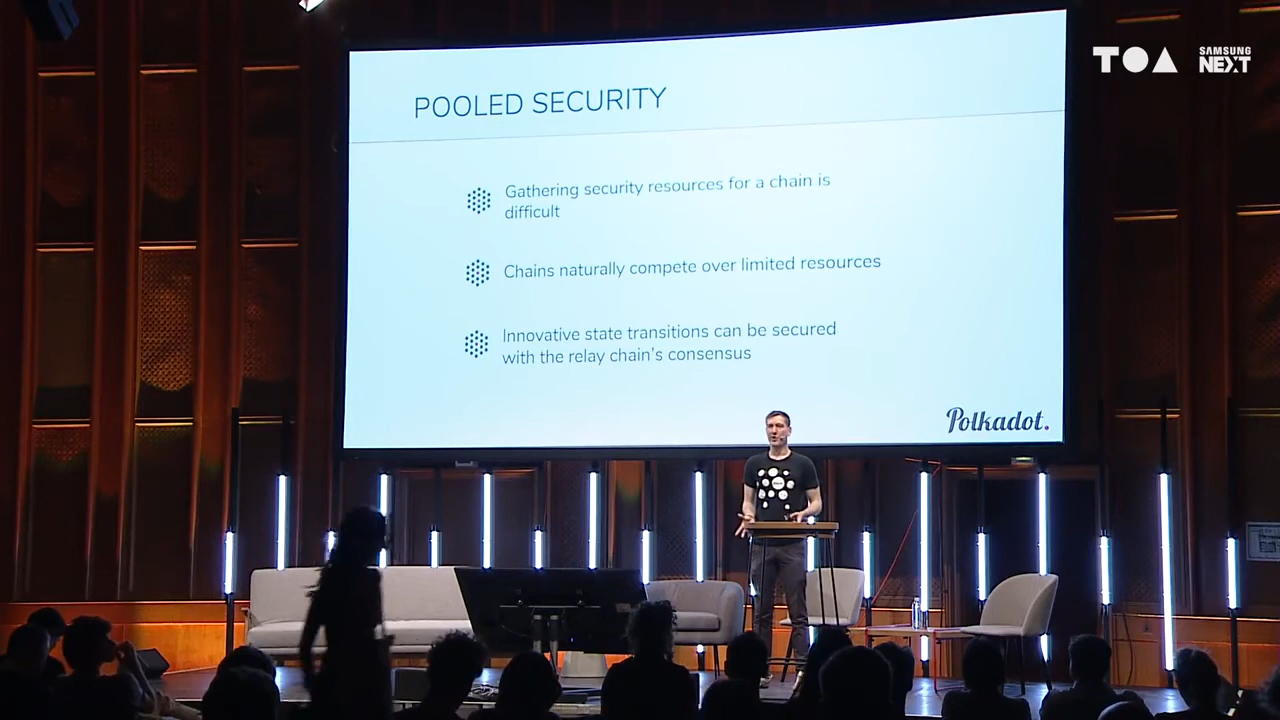 TOA
SAMSUNG
NEXT
POOLED SECURITY
Gathering security resources for a chain is
difficult
Chains naturally compete over limited resources
Innovative state transitions can be secured
with the relay chain's consensus
Polkadot.